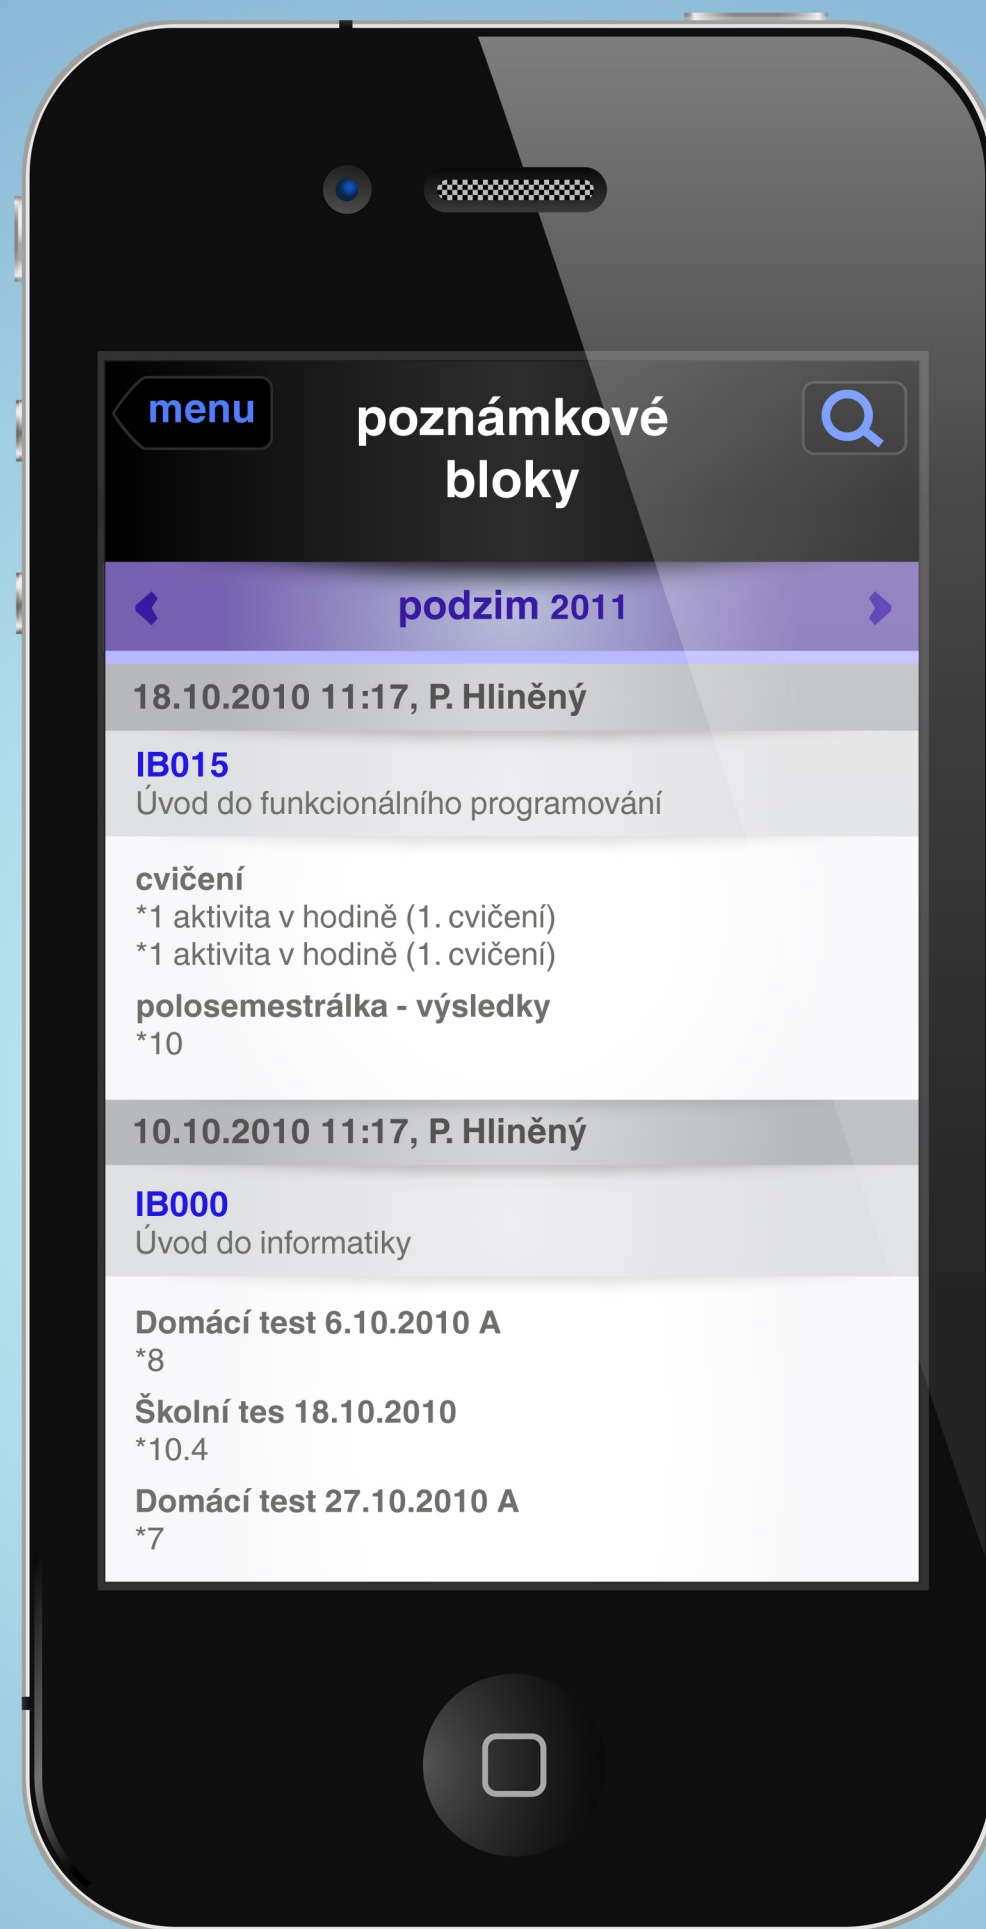 menu
poznámkové
bloky
podzim 2011
18.10.2010 11:17, P. Hliněný
IB015
Úvod do funkcionálního programování
cvičení
*1 aktivita v hodině (1. cvičení)
*1 aktivita v hodině (1. cvičení)
polosemestrálka - výsledky
*10
10.10.2010 11:17, P. Hliněný
IB000
Úvod do informatiky
Domácí test 6.10.2010 A
*8
Školní tes 18.10.2010
*10.4
Domácí test 27.10.2010 A
*7